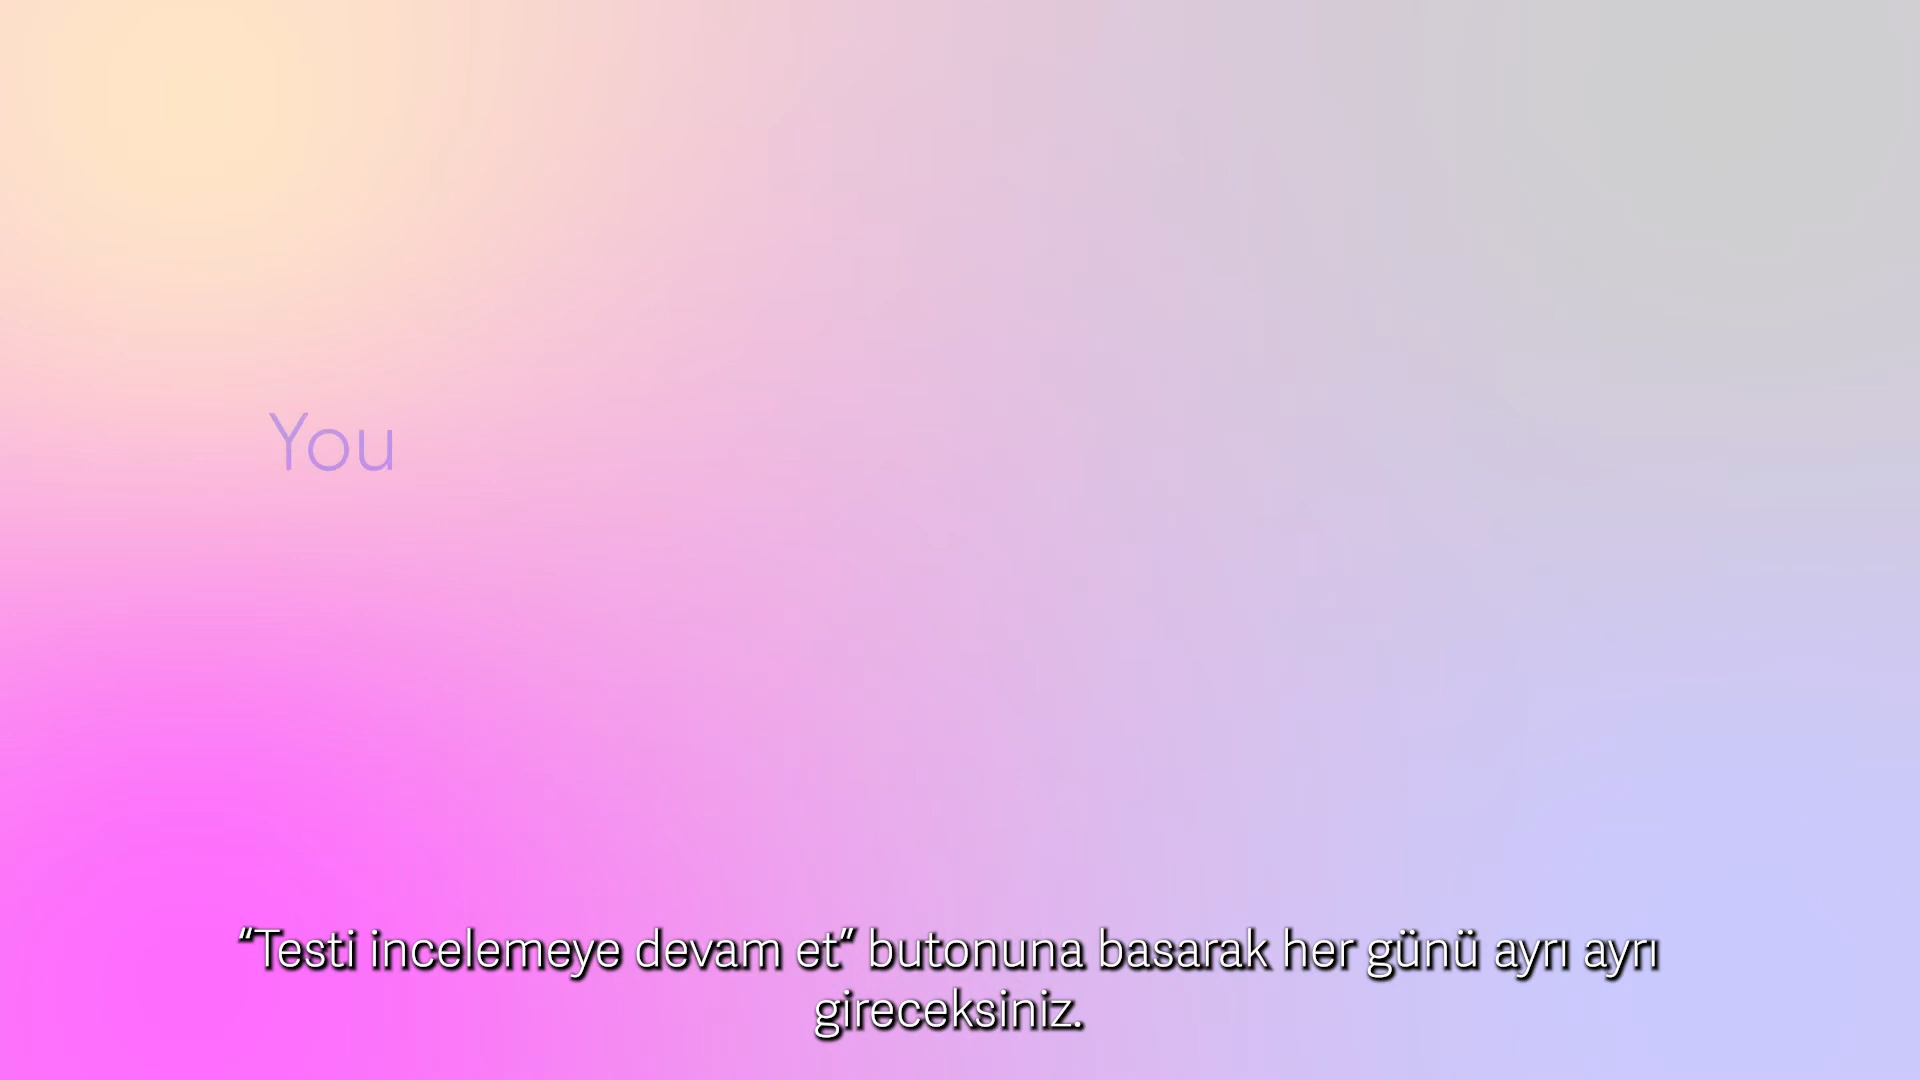 You
“Testi incelemeye devam et” butonuna basarak her günü ayrı ayrı
gireceksiniz.